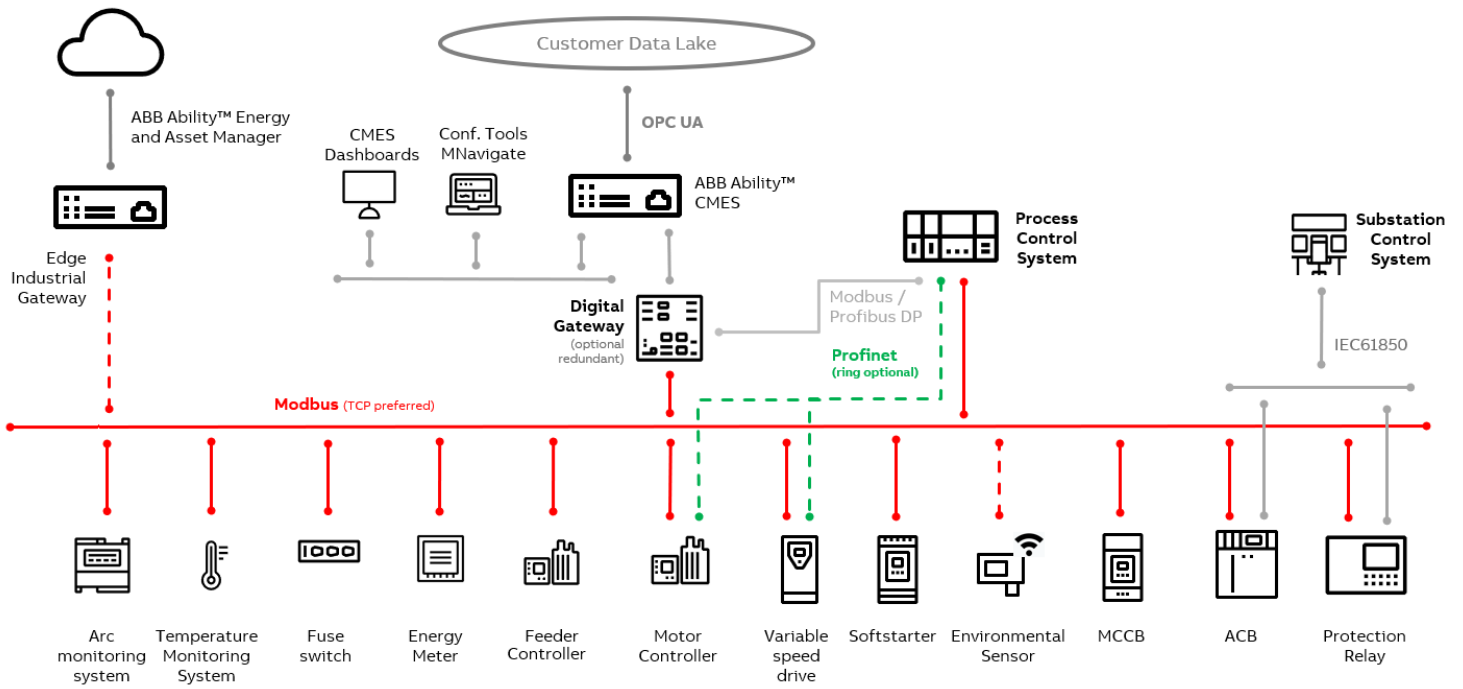 Customer Data Lake
ABB Ability™ Energy
and Asset Manager
OPC UA
CMES
Dashboards
Conf. Tools
MNavigate
ABB Ability™
CMES
Process
Control
System
Substation
Control
System
Edge
Industrial
Gateway
Digital
Gateway
(optional
redundant)
Modbus /
Profibus DP
Profinet
(ring optional)
IEC61850
Modbus (TCP preferred)
Arc
monitoring
system
Temperature
Monitoring
System
Fuse
switch
Energy
Meter
Feeder
Controller
Motor
Controller
Variable
speed
drive
Softstarter
Environmental
Sensor
MCCB
ACB
Protection
Relay